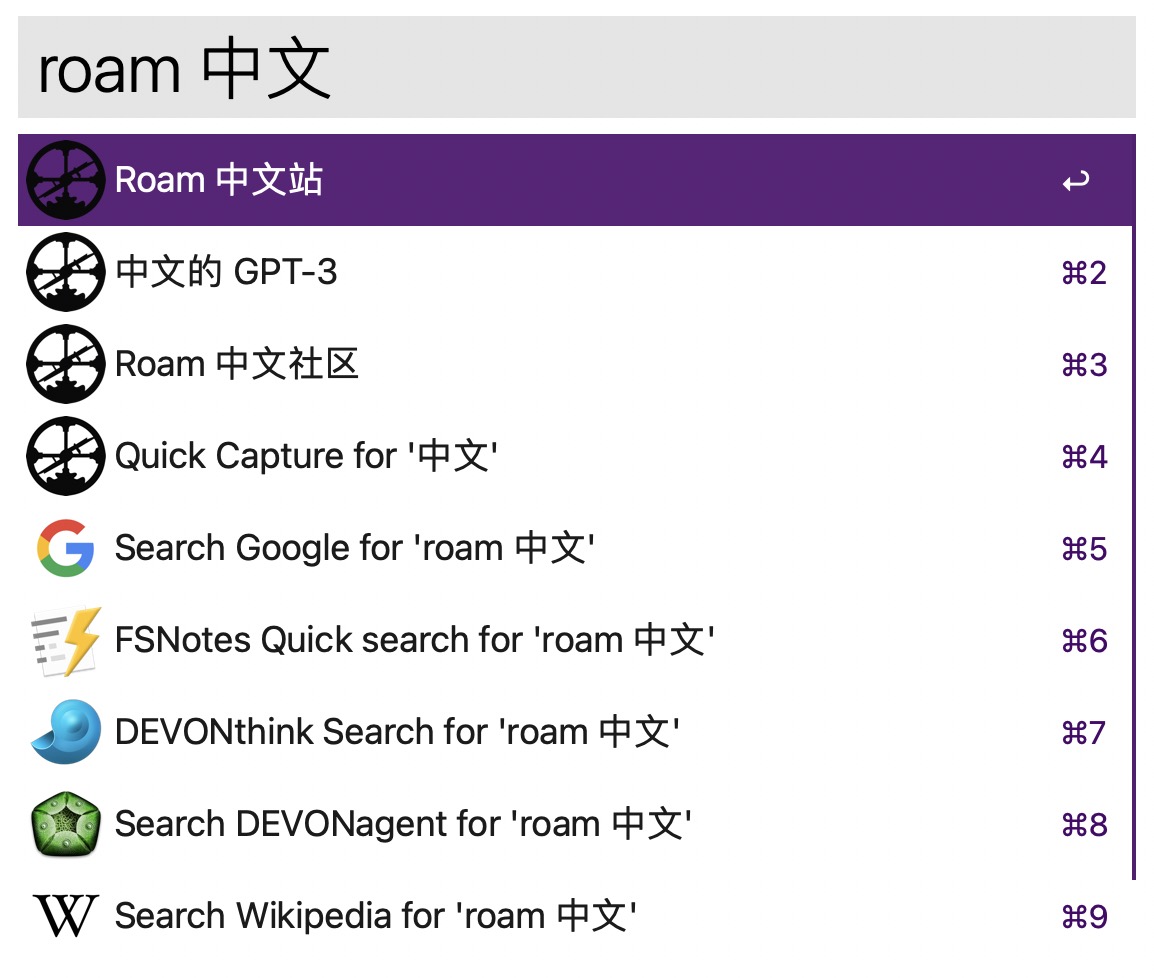 roam 中文
Roam 中文站 ↩
中文的 GPT-3 ⌘2
Roam 中文社区 ⌘3
Quick Capture for '中文' ⌘4
Search Google for 'roam 中文' ⌘5
FSNotes Quick search for 'roam 中文' ⌘6
DEVONthink Search for 'roam 中文' ⌘7
Search DEVONagent for 'roam 中文' ⌘8
Search Wikipedia for 'roam 中文' ⌘9